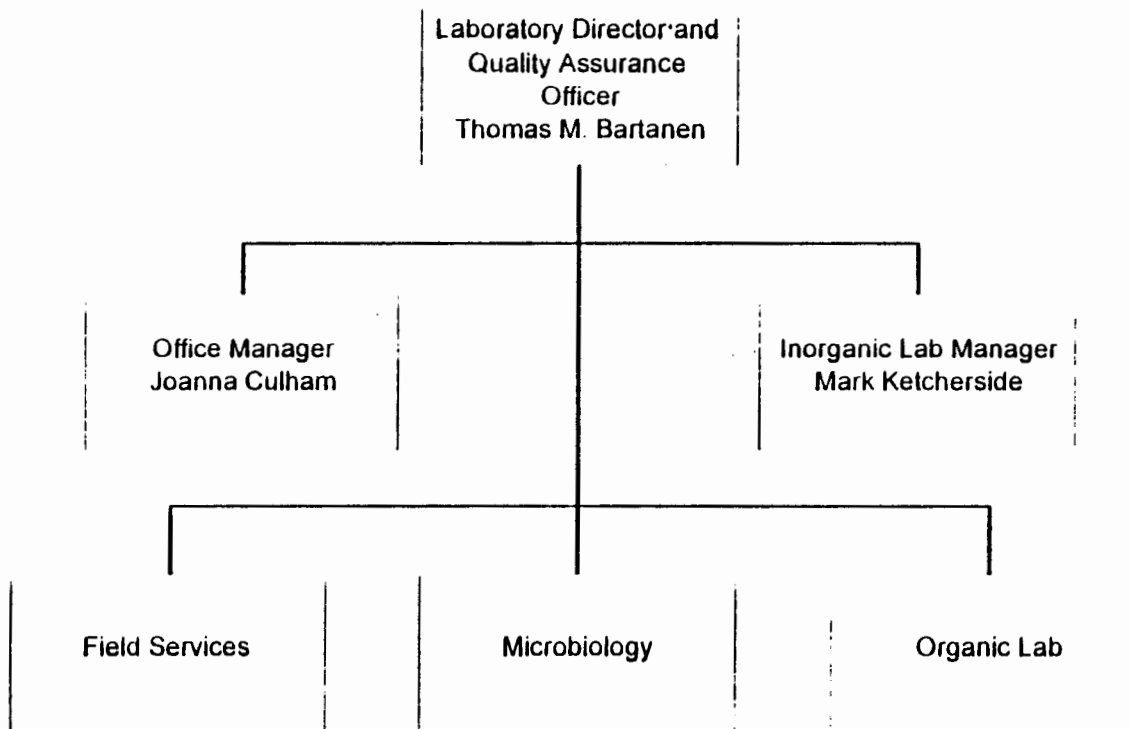 Laboratory Director and
Quality Assurance
Officer
Thomas M. Bartanen
Office Manager
Joanna Culham
Inorganic Lab Manager
Mark Ketcherside
Field Services
Microbiology
Organic Lab